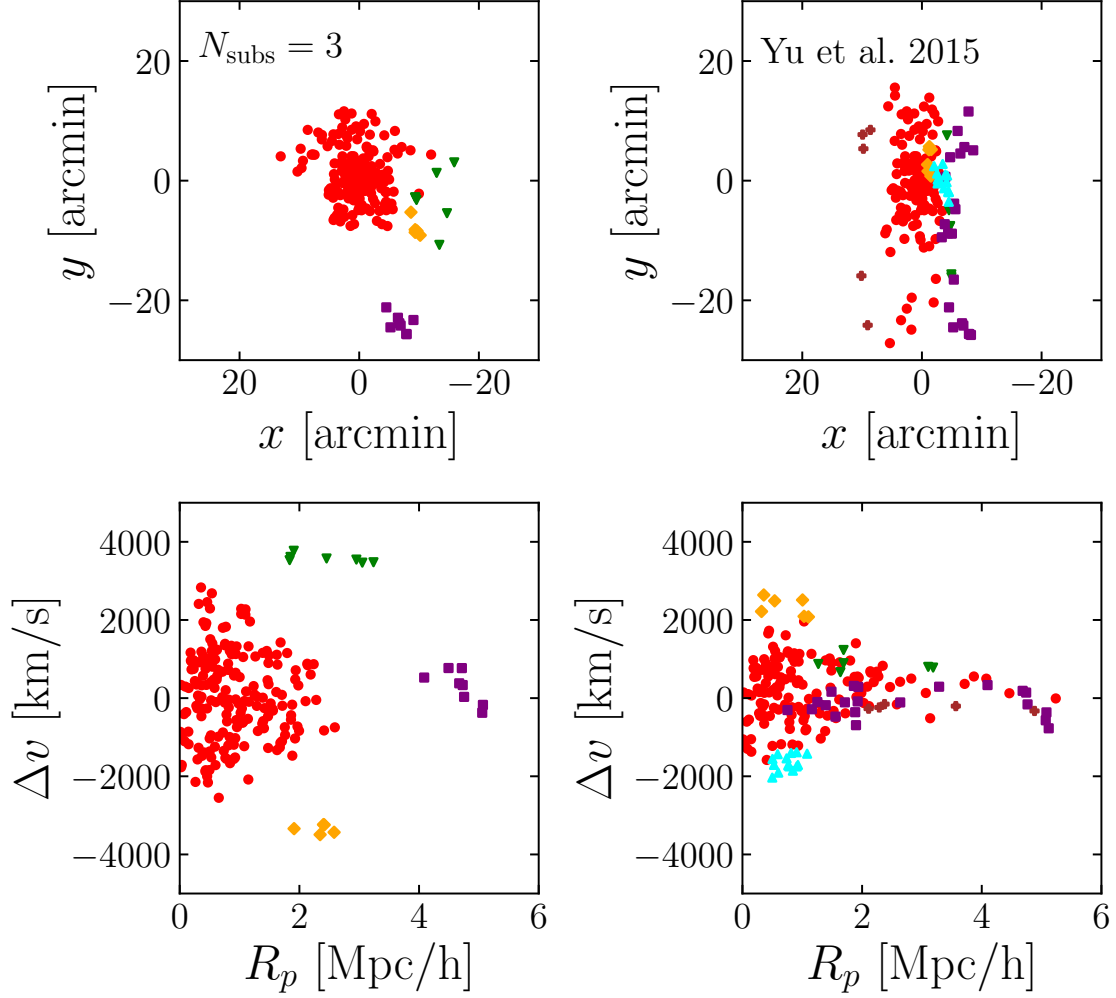 N_subs = 3
20
0
−20
y [arcmin]
20 0 −20
x [arcmin]
Yu et al. 2015
20
0
−20
y [arcmin]
20 0 −20
x [arcmin]
4000
2000
0
−2000
−4000
Δv [km/s]
0 2 4 6
R_p [Mpc/h]
4000
2000
0
−2000
−4000
Δv [km/s]
0 2 4 6
R_p [Mpc/h]